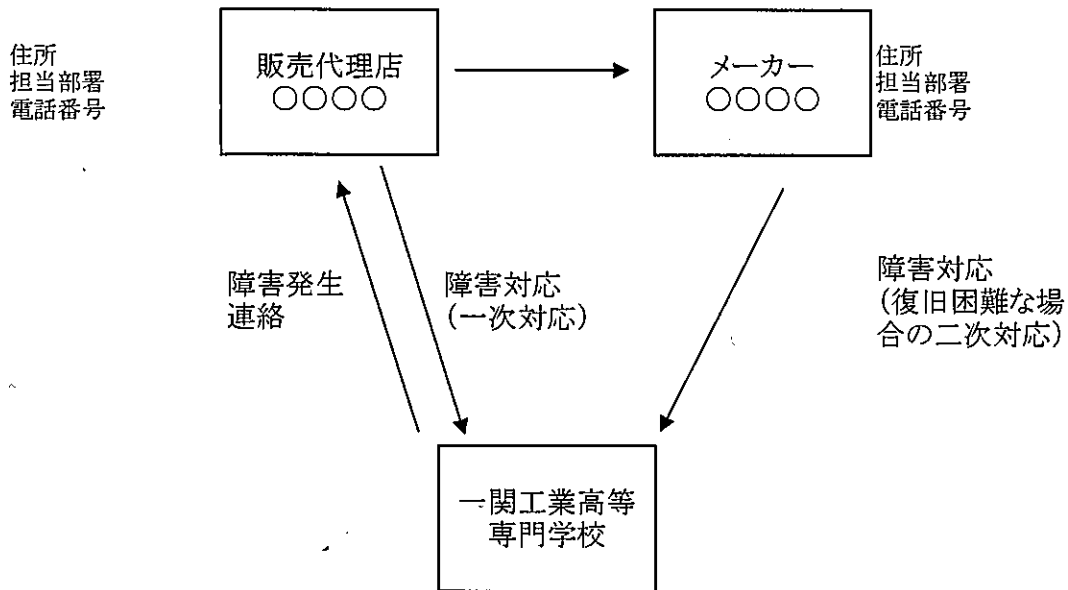 住所
担当部署
電話番号
販売代理店
○○○○
メーカー
○○○○
住所
担当部署
電話番号
障害発生
連絡
障害対応
(一次対応)
障害対応
(復旧困難な場
合の二次対応)
一関工業高等
専門学校